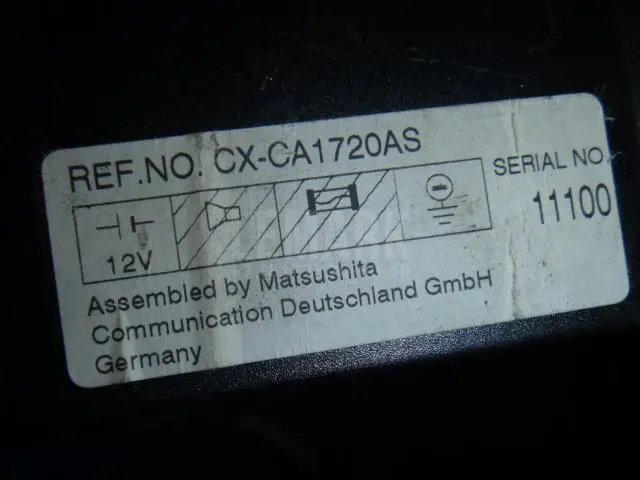 REF.NO. CX-CA1720AS
SERIAL NO.
11100
12V
Assembled by Matsushita
Communication Deutschland GmbH
Germany